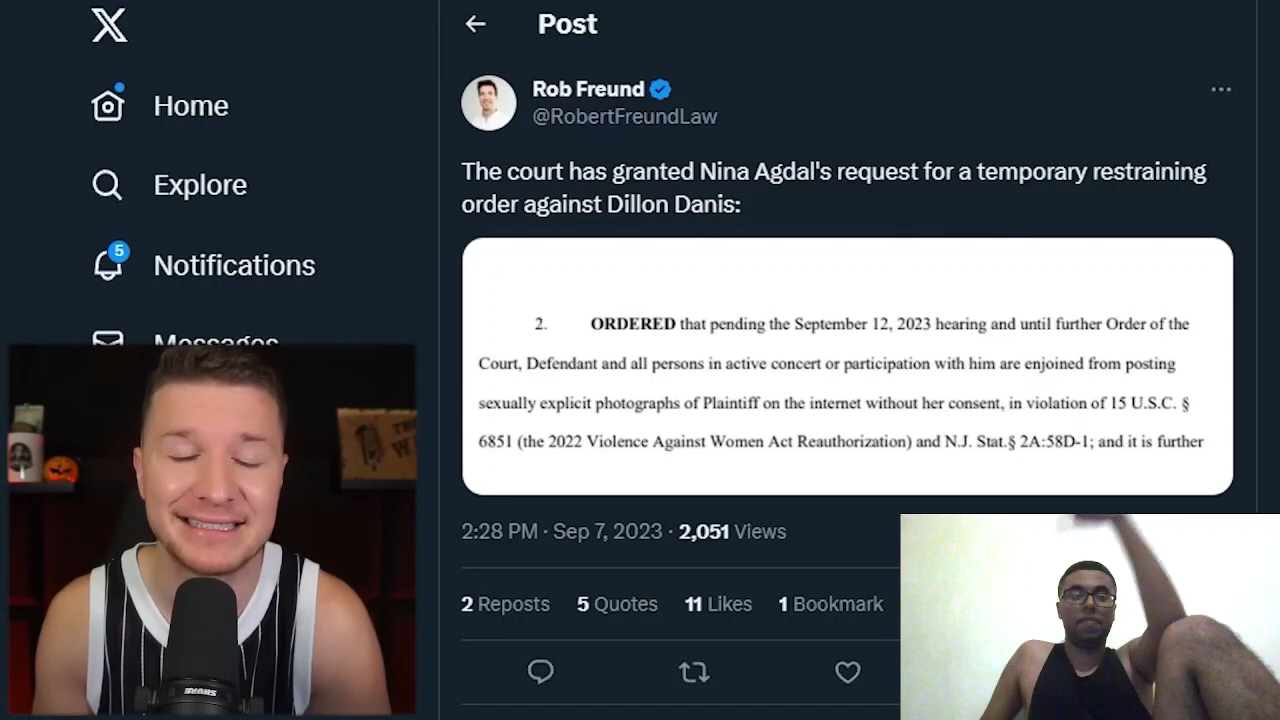 X
Home
Explore
5
Notifications
Messages
Post
Rob Freund
@RobertFreundLaw
The court has granted Nina Agdal's request for a temporary restraining
order against Dillon Danis:
2. ORDERED that pending the September 12, 2023 hearing and until further Order of the
Court, Defendant and all persons in active concert or participation with him are enjoined from posting
sexually explicit photographs of Plaintiff on the internet without her consent, in violation of 15 U.S.C. §
6851 (the 2022 Violence Against Women Act Reauthorization) and N.J. Stat.§ 2A:58D-1; and it is further
2:28 PM · Sep 7, 2023 · 2,051 Views
2 Reposts 5 Quotes 11 Likes 1 Bookmark
SHURE